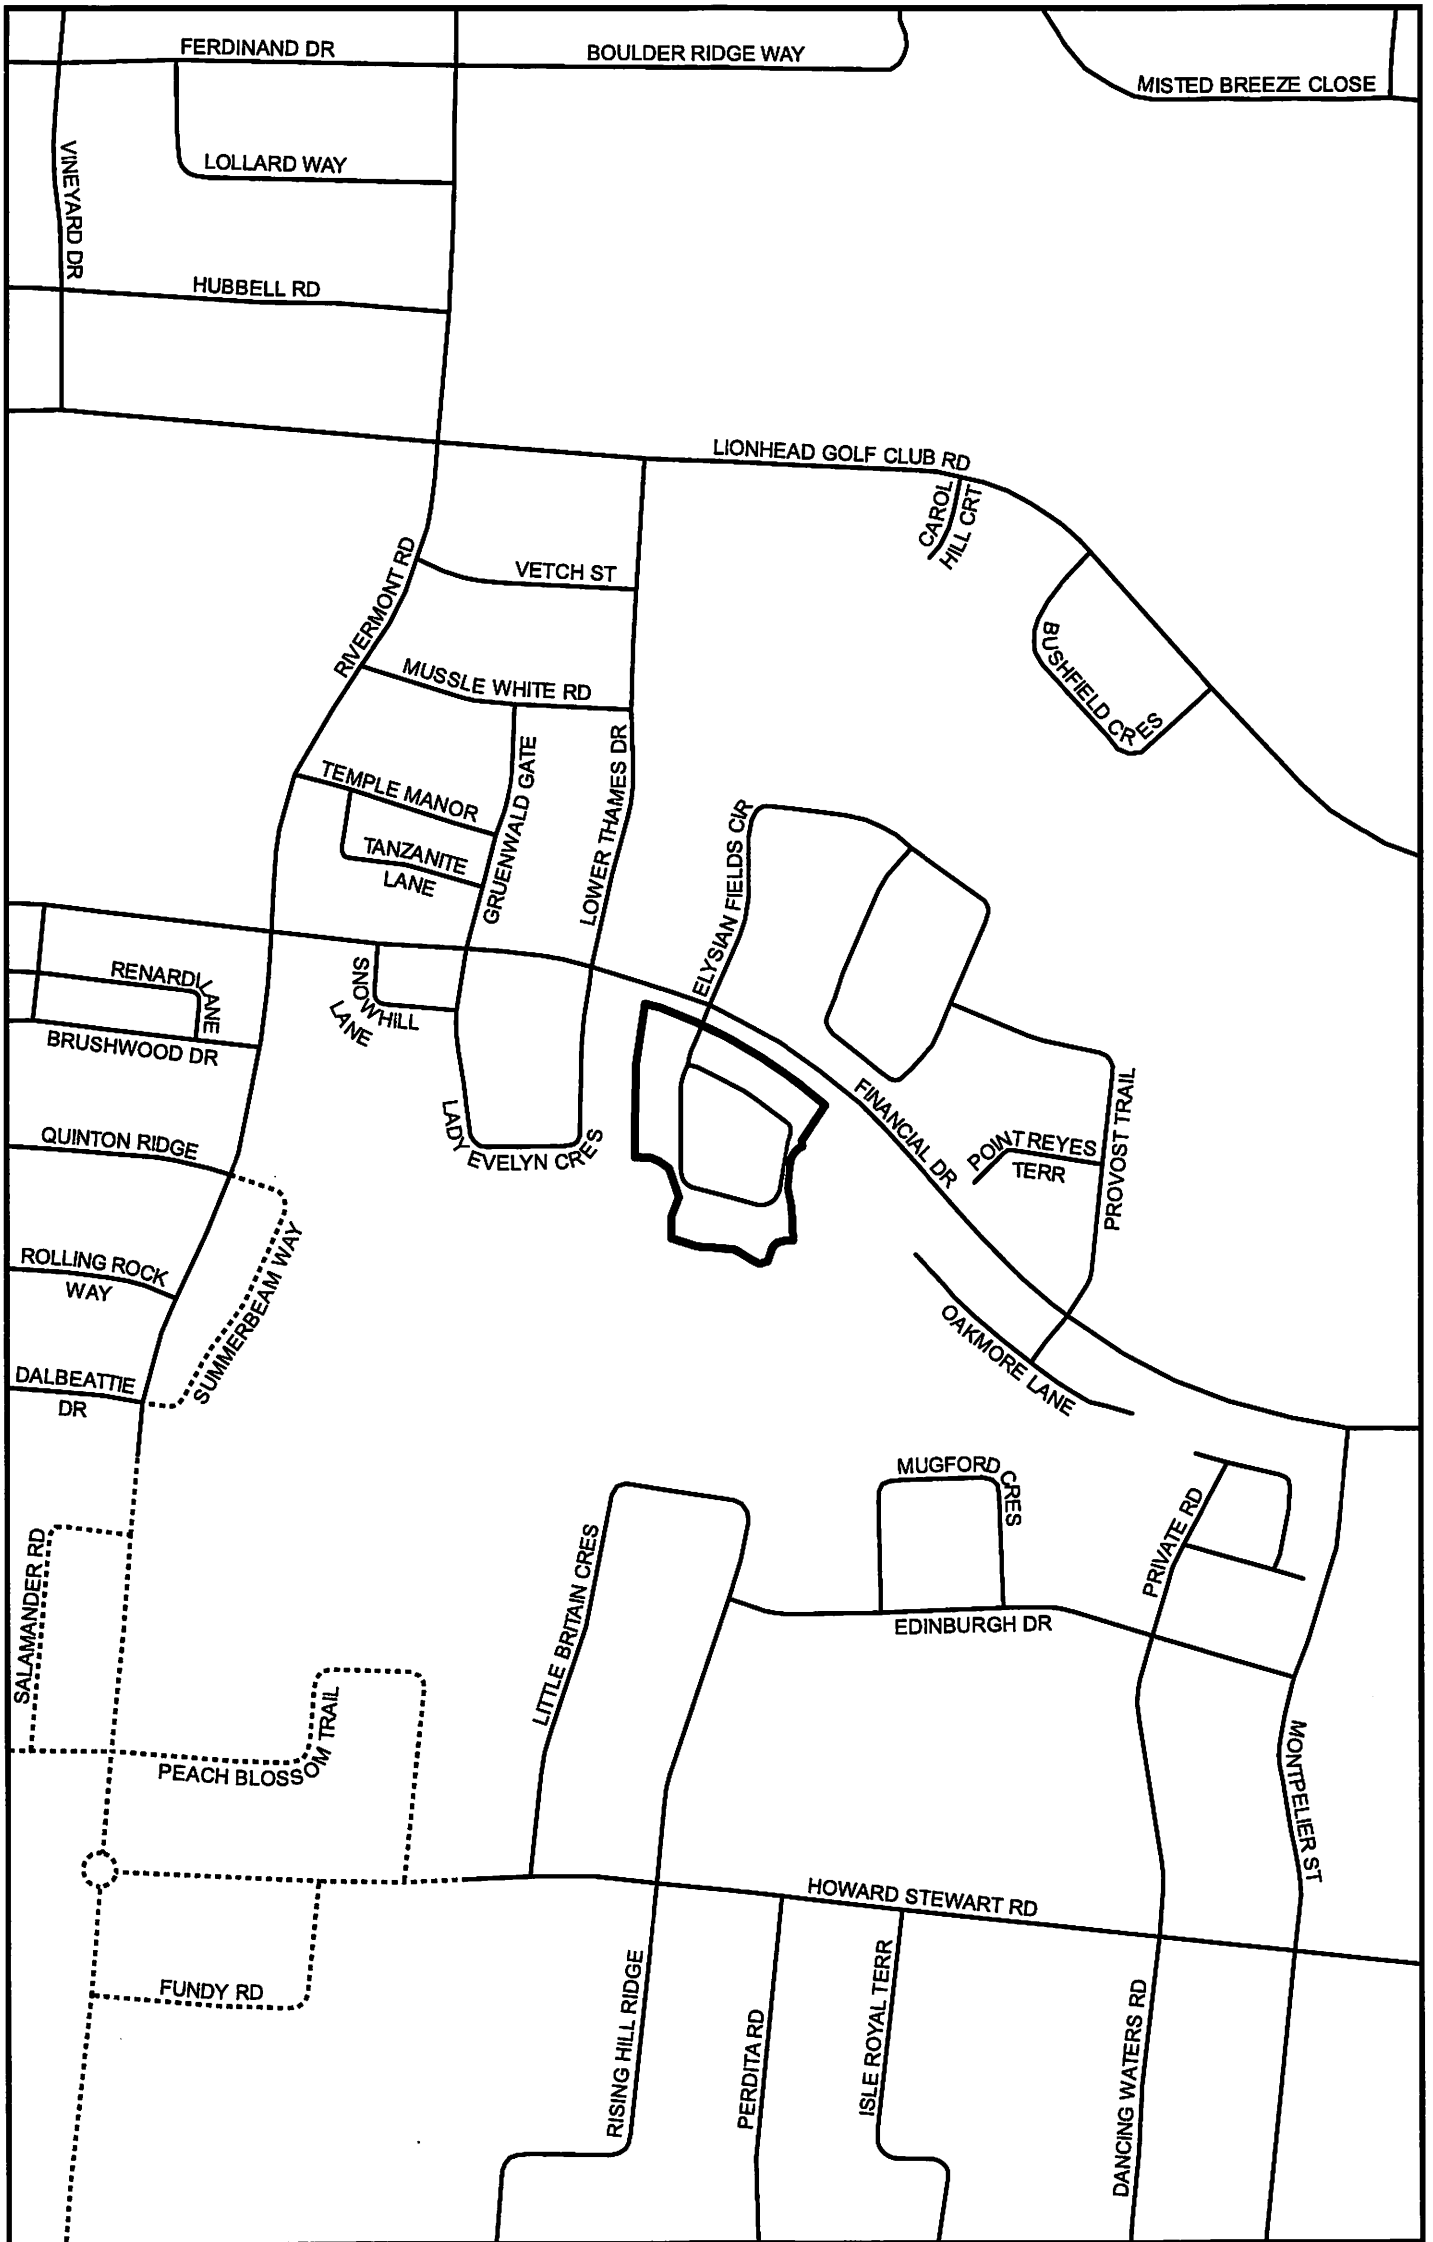 FERDINAND DR
BOULDER RIDGE WAY
MISTED BREEZE CLOSE
VINEYARD DR
LOLLARD WAY
HUBBELL RD
LIONHEAD GOLF CLUB RD
CAROL
HILL CRT
RIVERMONT RD
VETCH ST
BUSHFIELD CRES
MUSSLE WHITE RD
TEMPLE MANOR
GRUENWALD GATE
LOWER THAMES DR
TANZANITE
LANE
ELYSIAN FIELDS CIR
RENARD LANE
SNOWHILL
LANE
BRUSHWOOD DR
FINANCIAL DR
PROVOST TRAIL
LADY EVELYN CRES
QUINTON RIDGE
POINT REYES
TERR
SUMMERBEAM WAY
ROLLING ROCK
WAY
OAKMORE LANE
DALBEATTIE
DR
MUGFORD CRES
PRIVATE RD
SALAMANDER RD
LITTLE BRITAIN CRES
EDINBURGH DR
PEACH BLOSSOM TRAIL
MONTPELIER ST
HOWARD STEWART RD
FUNDY RD
RISING HILL RIDGE
PERDITA RD
ISLE ROYAL TERR
DANCING WATERS RD